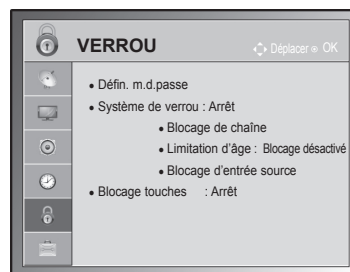 VERROU
Déplacer OK
• Défin. m.d.passe
• Système de verrou : Arrêt
• Blocage de chaîne
• Limitation d'âge : Blocage désactivé
• Blocage d'entrée source
• Blocage touches : Arrêt